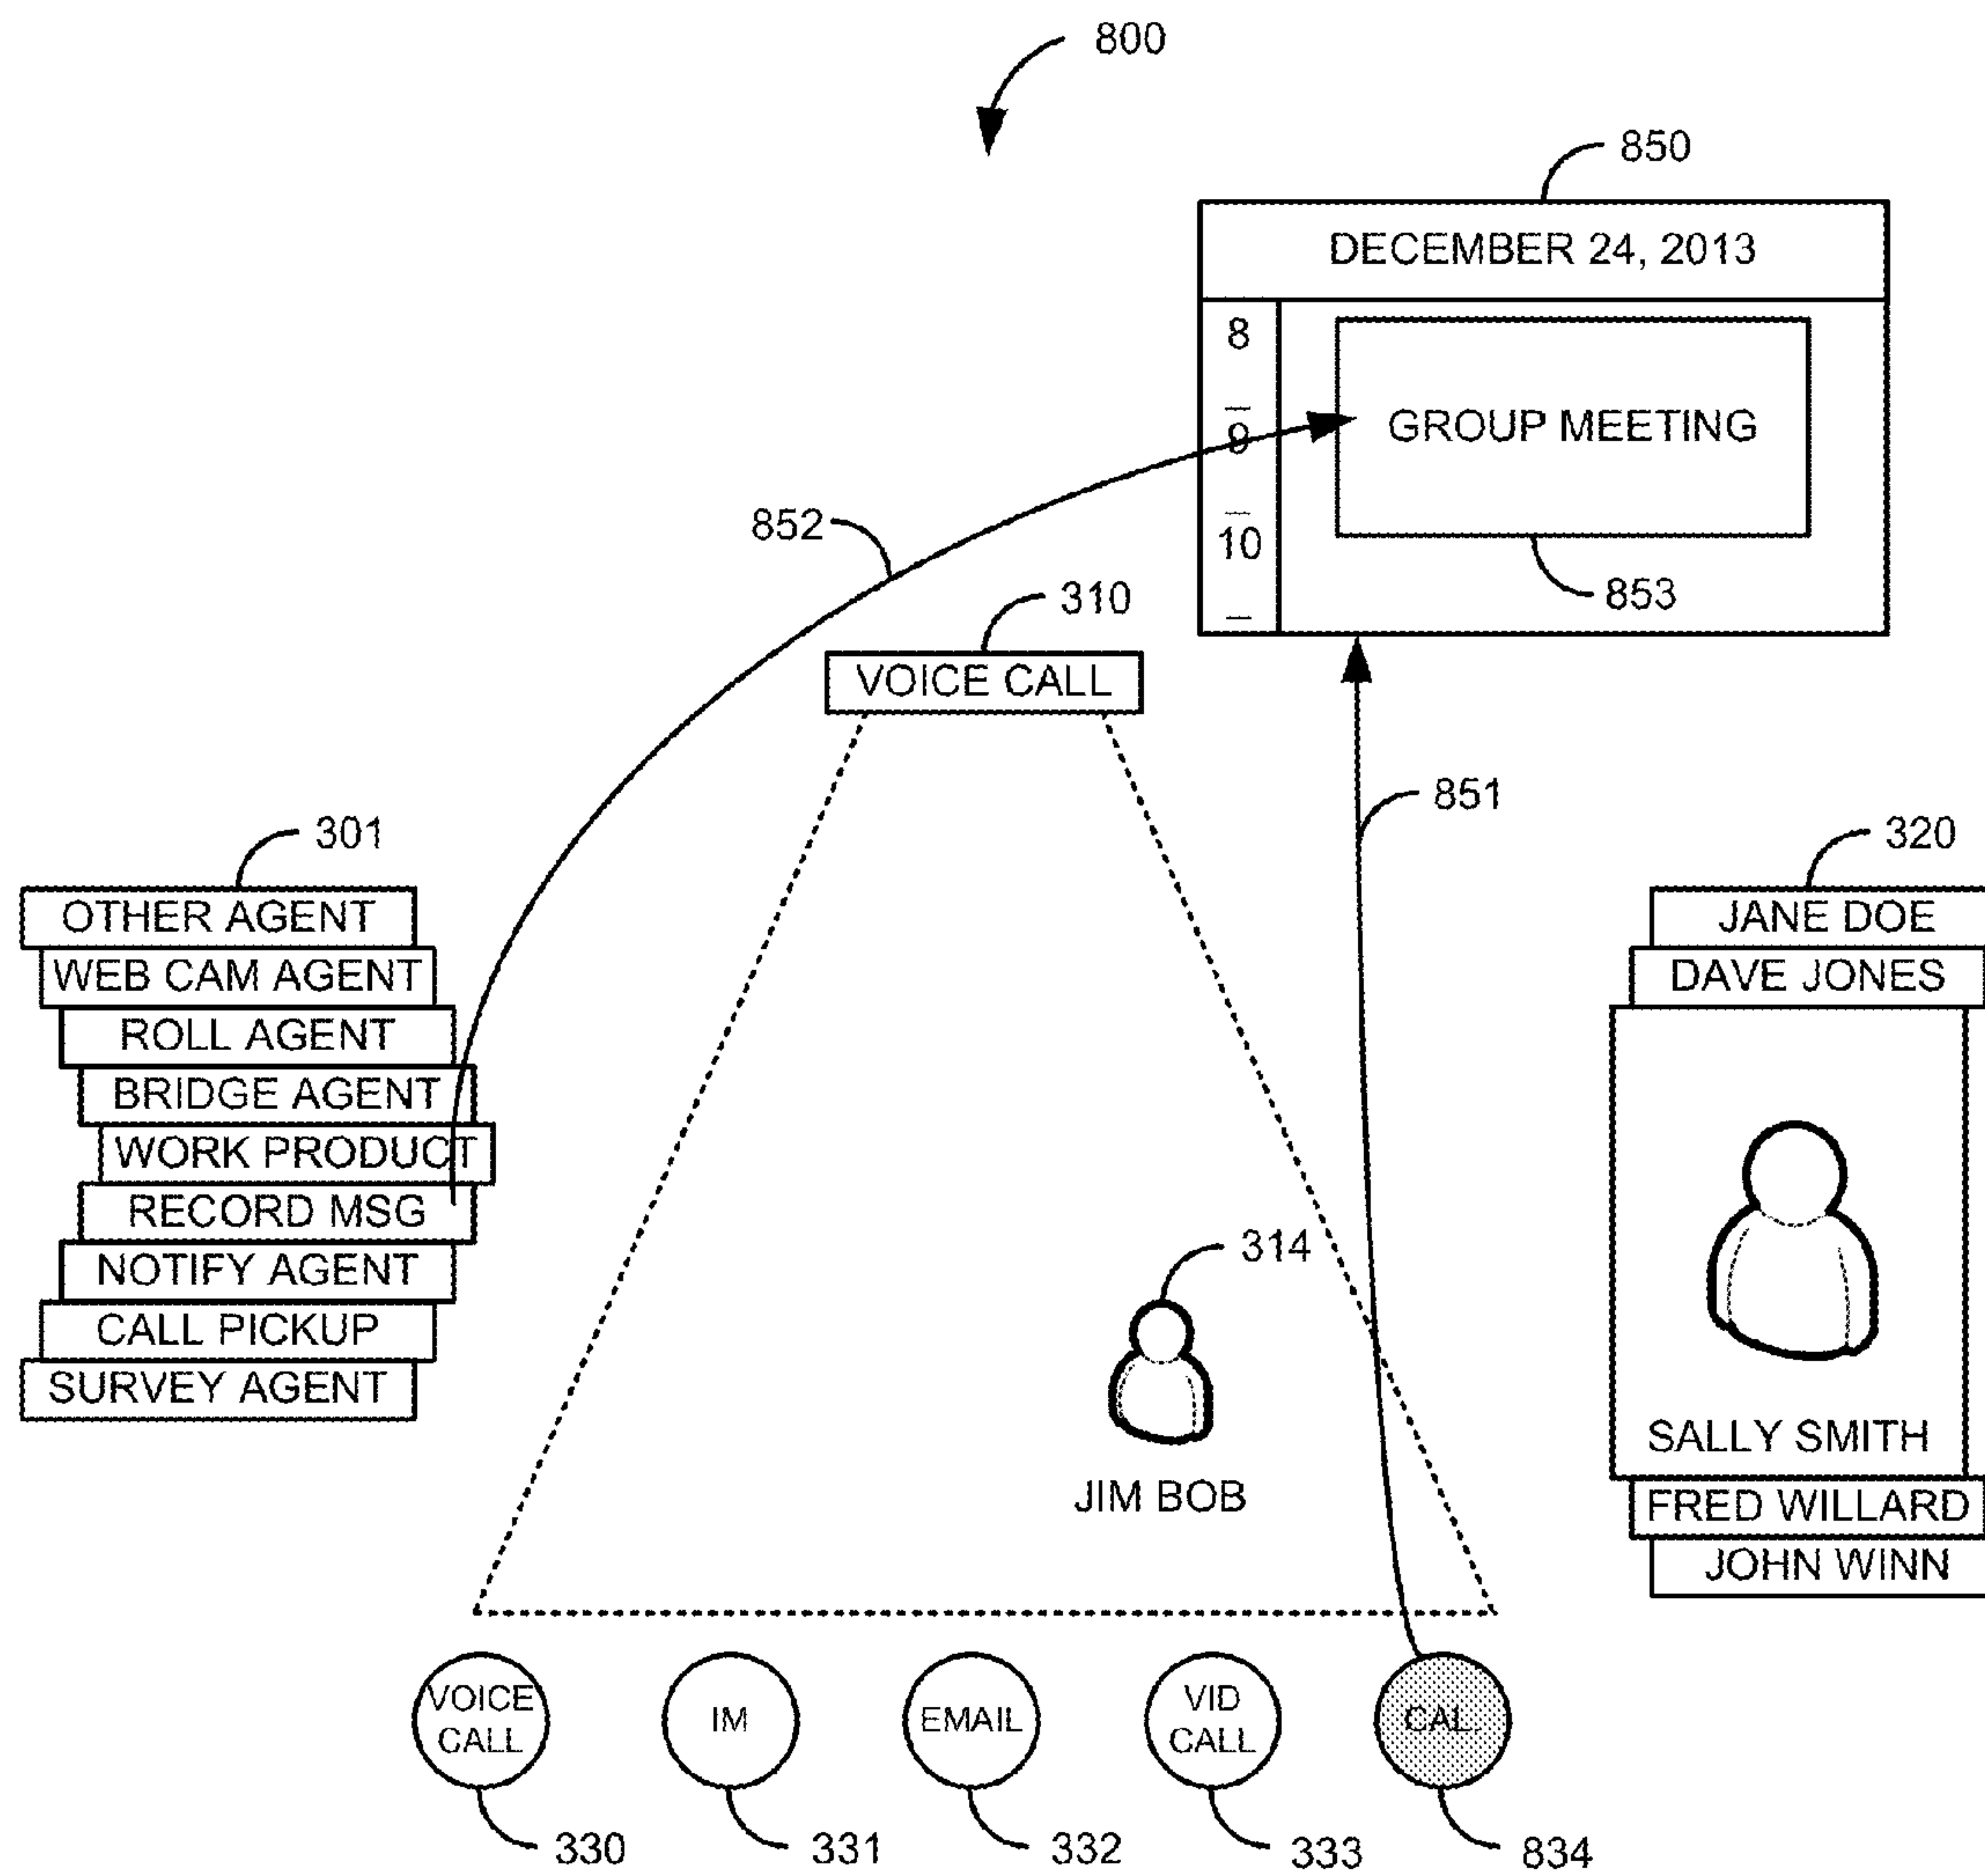 800
850
DECEMBER 24, 2013
8
9
10
GROUP MEETING
852
853
310
VOICE CALL
851
301
OTHER AGENT
WEB CAM AGENT
ROLL AGENT
BRIDGE AGENT
WORK PRODUCT
RECORD MSG
NOTIFY AGENT
CALL PICKUP
SURVEY AGENT
314
JIM BOB
320
JANE DOE
DAVE JONES
SALLY SMITH
FRED WILLARD
JOHN WINN
VOICE
CALL
IM
EMAIL
VID
CALL
CAL.
330
331
332
333
834